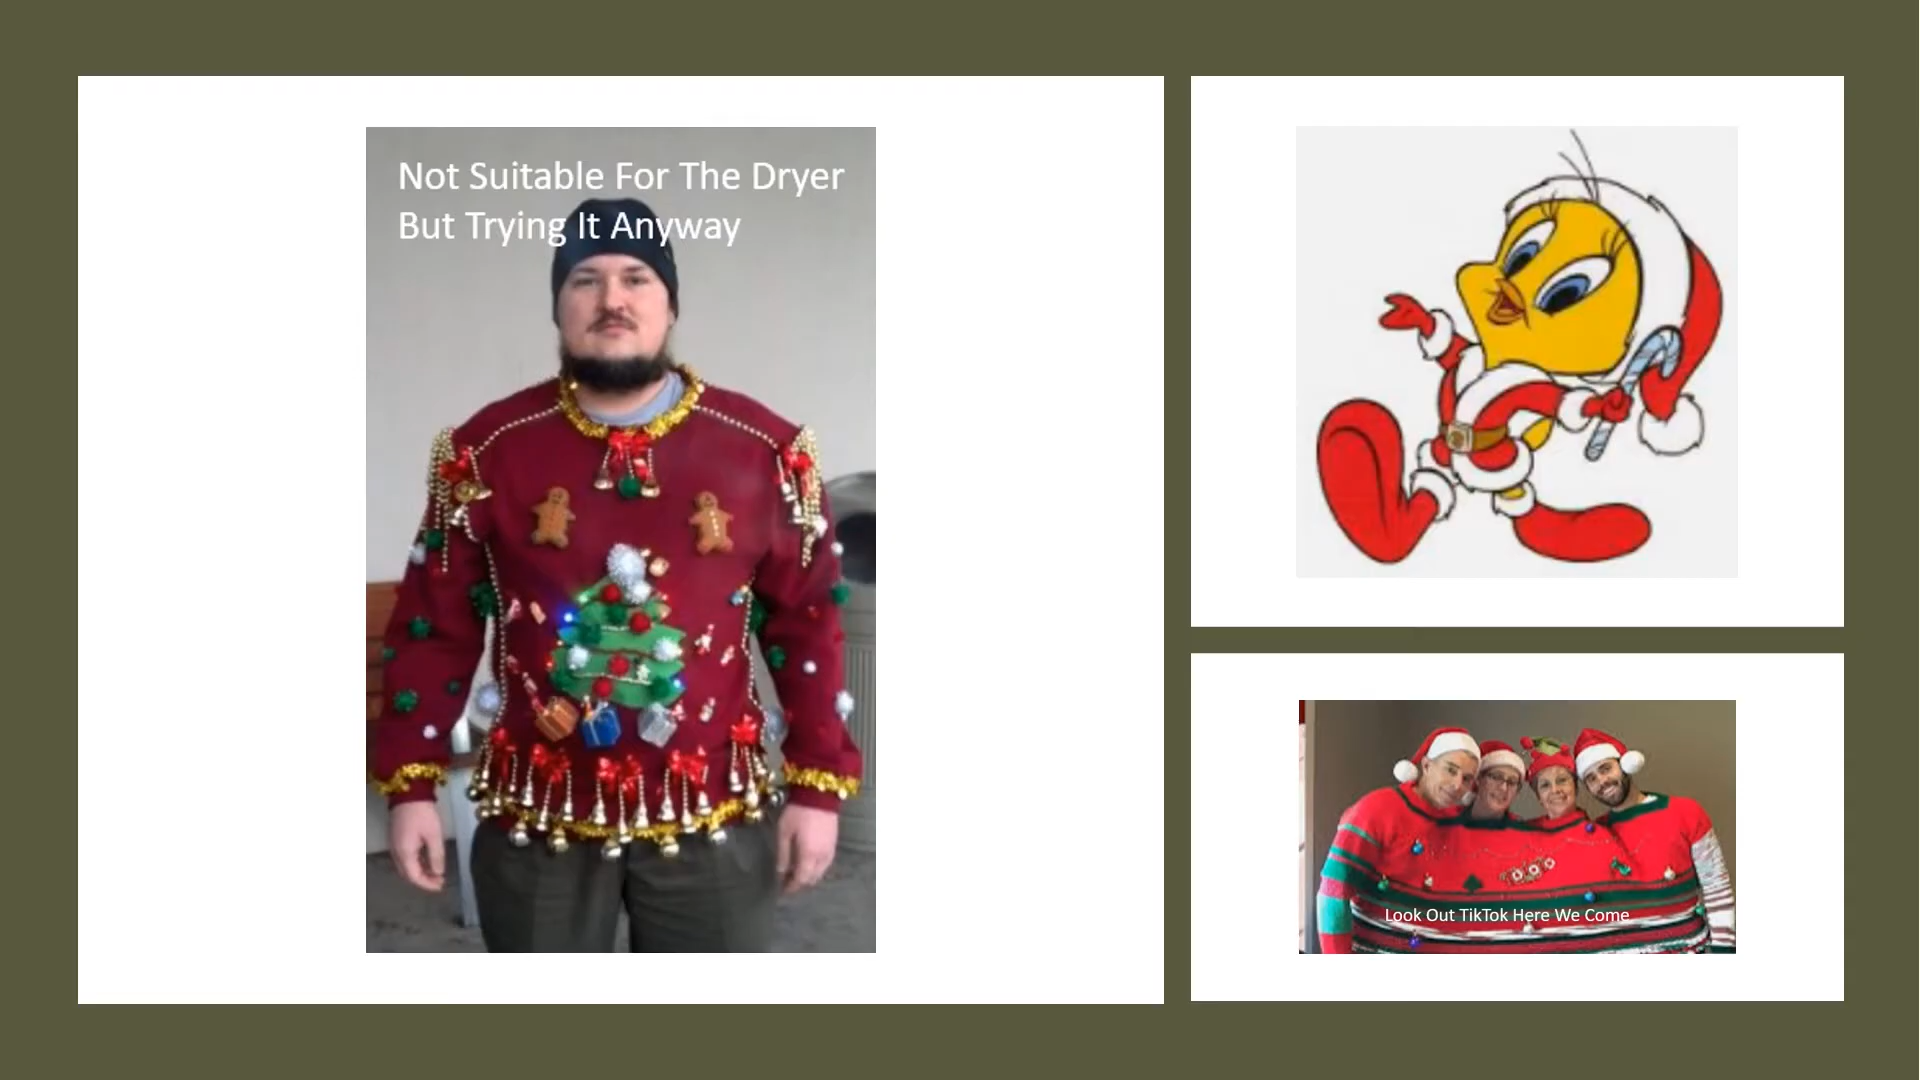 Not Suitable For The Dryer
But Trying It Anyway
Look Out TikTok Here We Come